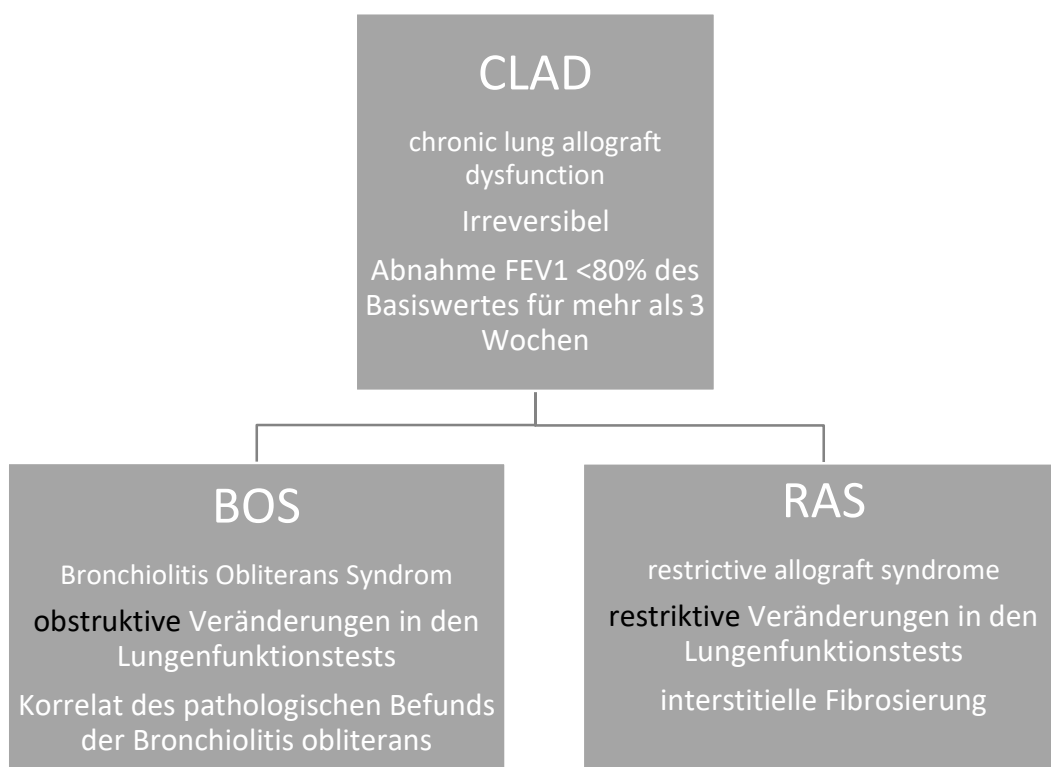 CLAD
chronic lung allograft
dysfunction
Irreversibel
Abnahme FEV1 <80% des
Basiswertes für mehr als 3
Wochen
BOS
Bronchiolitis Obliterans Syndrom
obstruktive Veränderungen in den
Lungenfunktionstests
Korrelat des pathologischen Befunds
der Bronchiolitis obliterans
RAS
restrictive allograft syndrome
restriktive Veränderungen in den
Lungenfunktionstests
interstitielle Fibrosierung